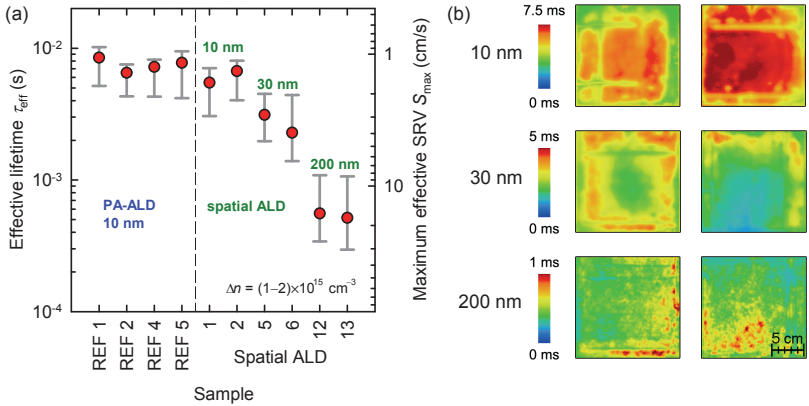 (a)
Effective lifetime τeff (s)
10⁻²
10⁻³
10⁻⁴
10 nm
30 nm
200 nm
PA-ALD
10 nm
spatial ALD
Δn = (1–2)×10¹⁵ cm⁻³
1
10
Maximum effective SRV Smax (cm/s)
REF 1
REF 2
REF 4
REF 5
1
2
5
6
12
13
Spatial ALD
Sample
(b)
7.5 ms
10 nm
0 ms
5 ms
30 nm
0 ms
1 ms
200 nm
0 ms
5 cm